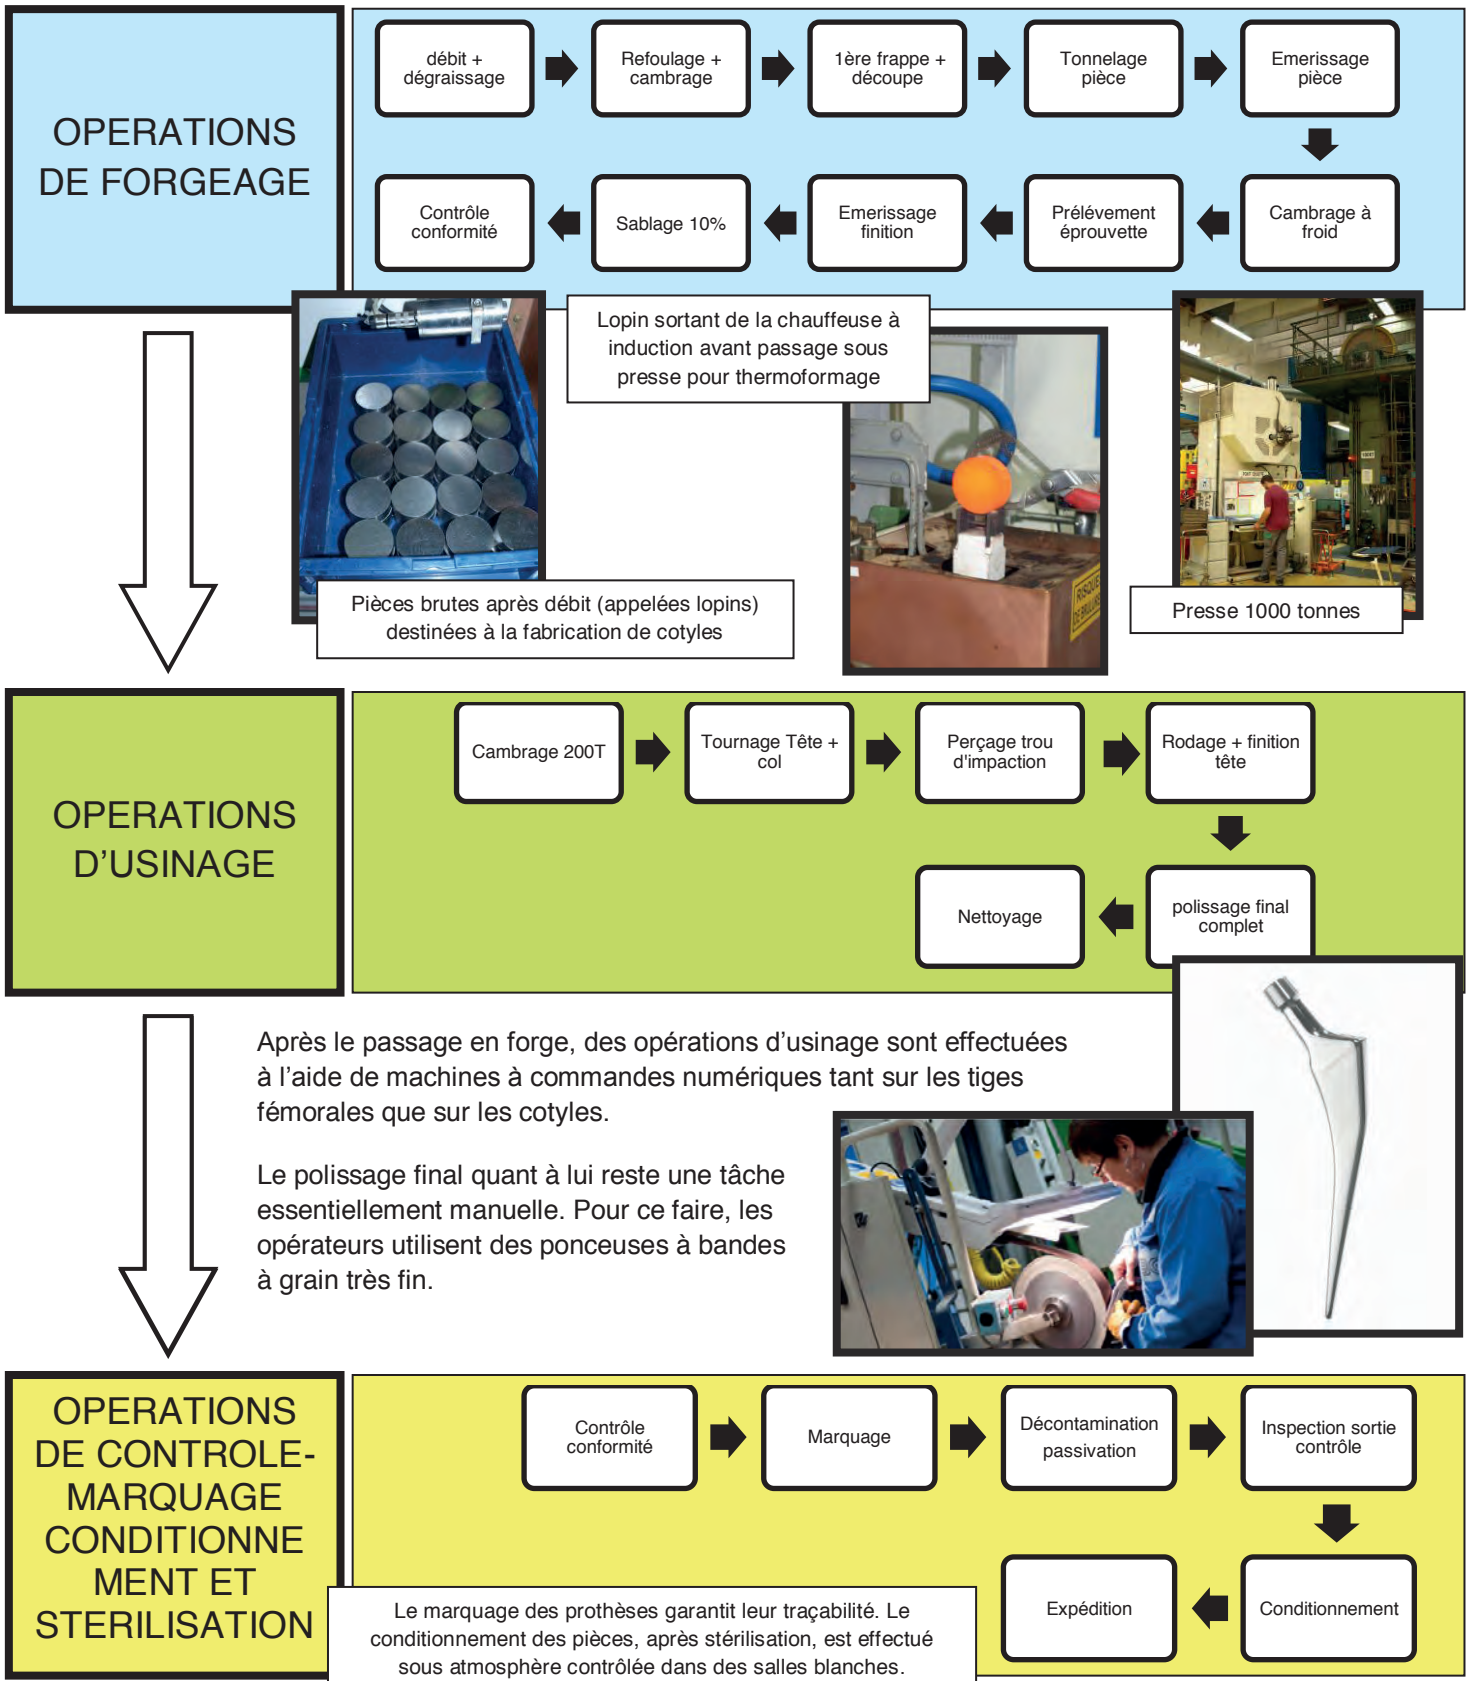 OPERATIONS
DE FORGEAGE
débit +
dégraissage
Refoulage +
cambrage
1ère frappe +
découpe
Tonnelage
pièce
Emerissage
pièce
Cambrage à
froid
Prélévement
éprouvette
Emerissage
finition
Sablage 10%
Contrôle
conformité
Lopin sortant de la chauffeuse à
induction avant passage sous
presse pour thermoformage
RISQUE
DE BRULURE
Pièces brutes après débit (appelées lopins)
destinées à la fabrication de cotyles
Presse 1000 tonnes
OPERATIONS
D’USINAGE
Cambrage 200T
Tournage Tête +
col
Perçage trou
d'impaction
Rodage + finition
tête
polissage final
complet
Nettoyage
Après le passage en forge, des opérations d’usinage sont effectuées
à l’aide de machines à commandes numériques tant sur les tiges
fémorales que sur les cotyles.
Le polissage final quant à lui reste une tâche
essentiellement manuelle. Pour ce faire, les
opérateurs utilisent des ponceuses à bandes
à grain très fin.
OPERATIONS
DE CONTROLE-
MARQUAGE
CONDITIONNE
MENT ET
STERILISATION
Contrôle
conformité
Marquage
Décontamination
passivation
Inspection sortie
contrôle
Conditionnement
Expédition
Le marquage des prothèses garantit leur traçabilité. Le
conditionnement des pièces, après stérilisation, est effectué
sous atmosphère contrôlée dans des salles blanches.